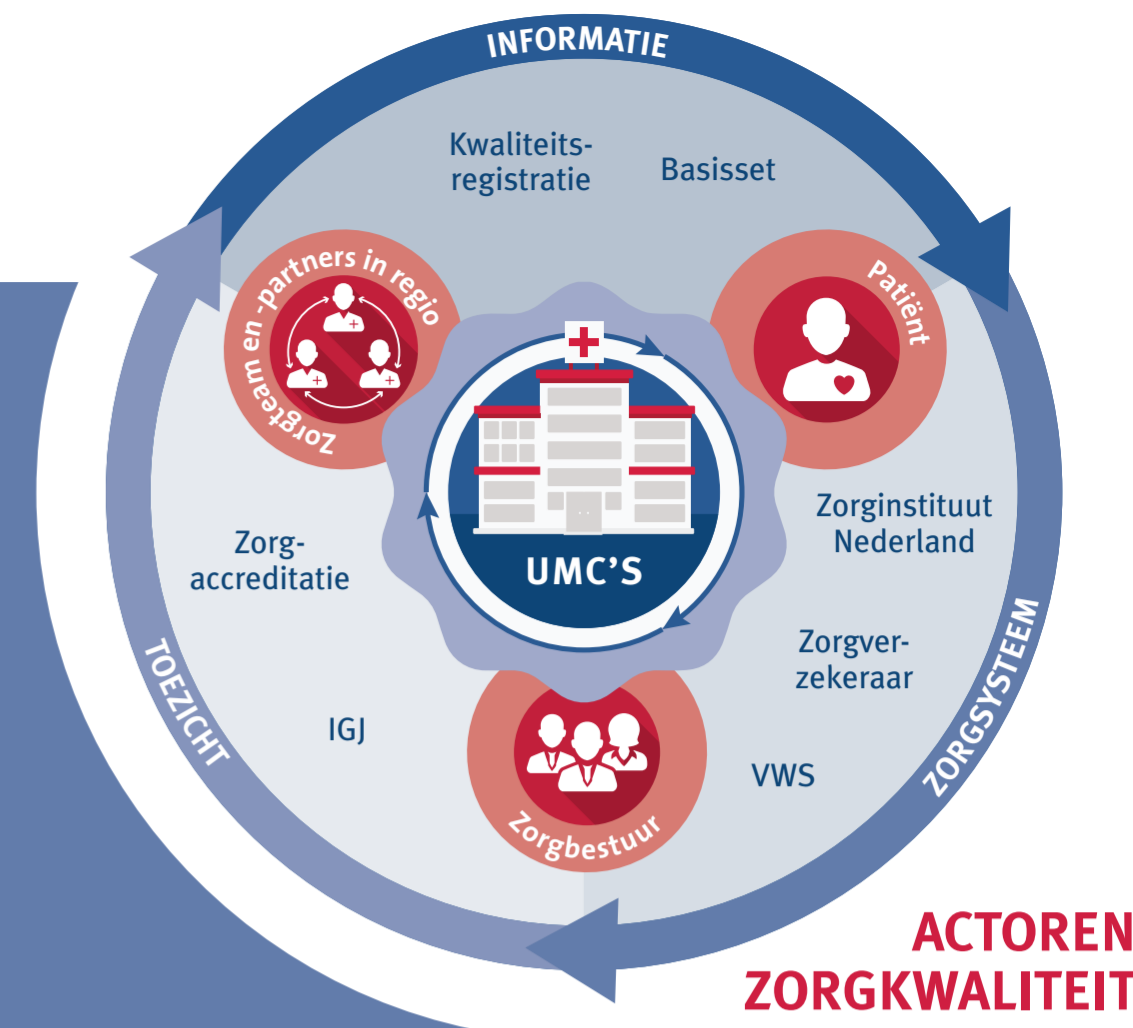 INFORMATIE
Kwaliteits-
registratie
Basisset
Zorgteam en -partners in regio
Patiënt
UMC'S
Zorginstituut
Nederland
Zorg-
accreditatie
Zorgver-
zekeraar
TOEZICHT
ZORGSYSTEEM
IGJ
VWS
Zorgbestuur
ACTOREN
ZORGKWALITEIT